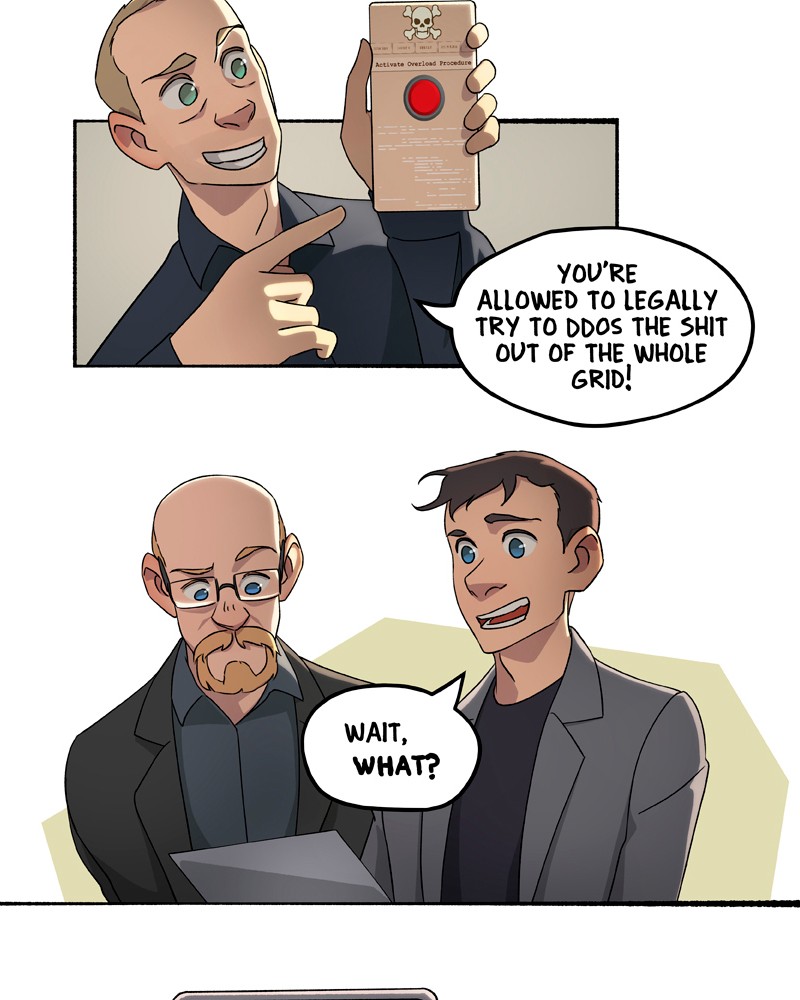 Activate Overload Procedure
YOU'RE
ALLOWED TO LEGALLY
TRY TO DDOS THE SHIT
OUT OF THE WHOLE
GRID!
WAIT,
WHAT?